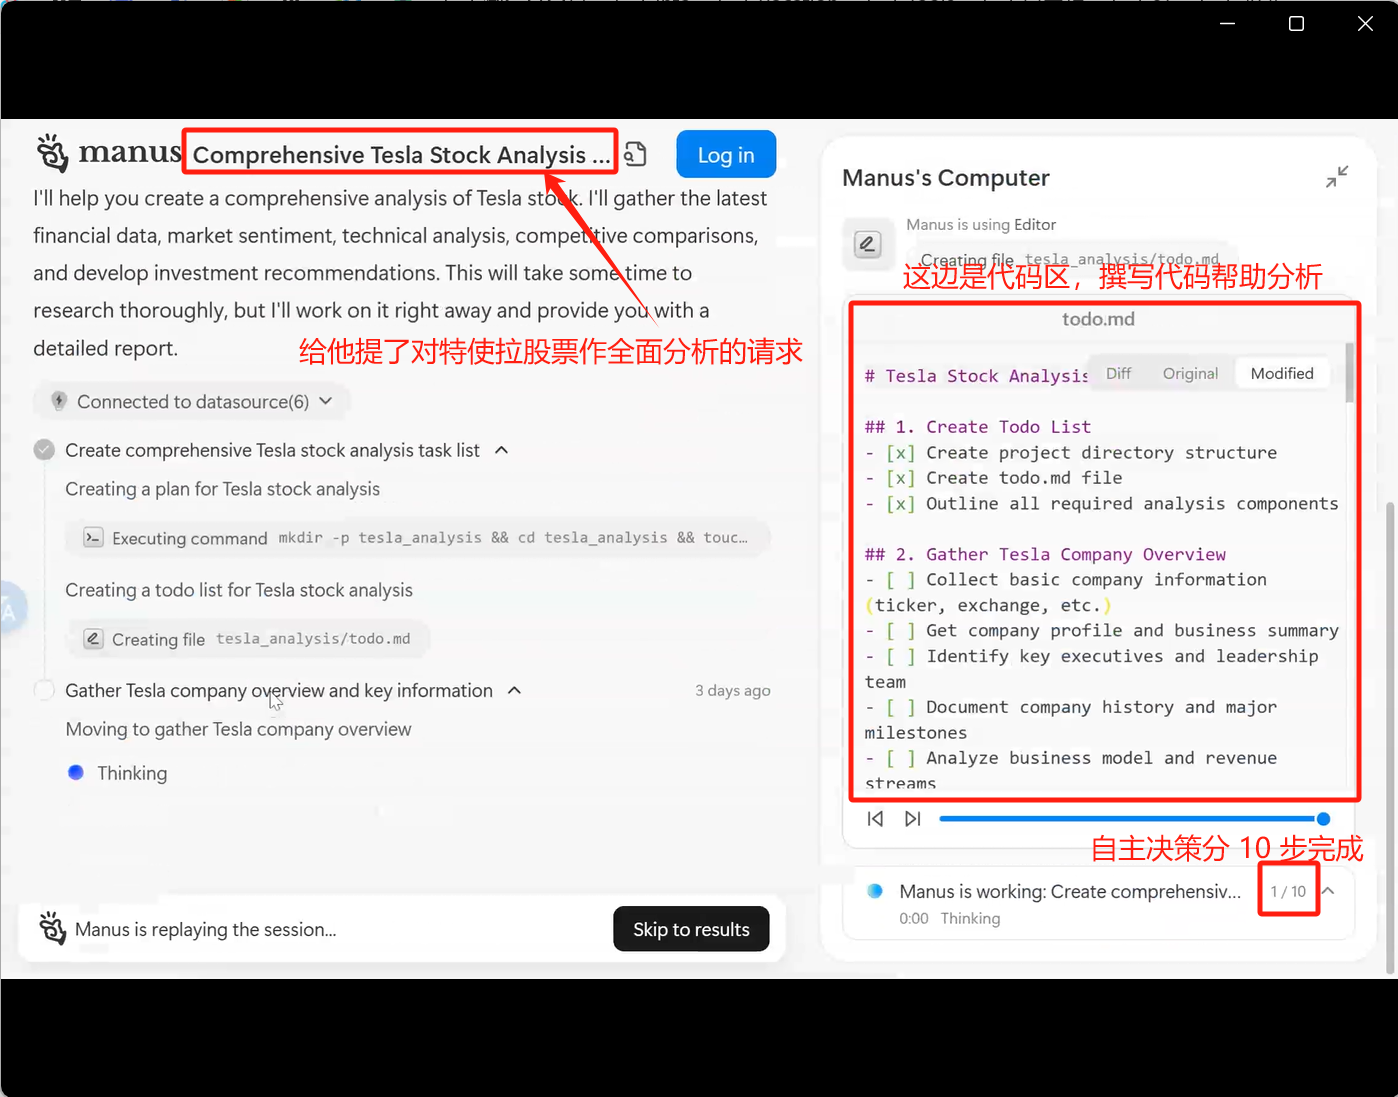 manus
Comprehensive Tesla Stock Analysis ...
Log in
I'll help you create a comprehensive analysis of Tesla stock. I'll gather the latest
financial data, market sentiment, technical analysis, competitive comparisons,
and develop investment recommendations. This will take some time to
research thoroughly, but I'll work on it right away and provide you with a
detailed report.
给他提了对特使拉股票作全面分析的请求
Connected to datasource(6)
Create comprehensive Tesla stock analysis task list
Creating a plan for Tesla stock analysis
Executing command mkdir -p tesla_analysis && cd tesla_analysis && touc...
Creating a todo list for Tesla stock analysis
Creating file tesla_analysis/todo.md
Gather Tesla company overview and key information
3 days ago
Moving to gather Tesla company overview
Thinking
Manus is replaying the session...
Skip to results
Manus's Computer
Manus is using Editor
Creating file tesla_analysis/todo.md
这边是代码区，撰写代码帮助分析
todo.md
Diff
Original
Modified
# Tesla Stock Analysis
## 1. Create Todo List
- [x] Create project directory structure
- [x] Create todo.md file
- [x] Outline all required analysis components
## 2. Gather Tesla Company Overview
- [ ] Collect basic company information
(ticker, exchange, etc.)
- [ ] Get company profile and business summary
- [ ] Identify key executives and leadership
team
- [ ] Document company history and major
milestones
- [ ] Analyze business model and revenue
streams
自主决策分 10 步完成
Manus is working: Create comprehensiv...
1 / 10
0:00 Thinking